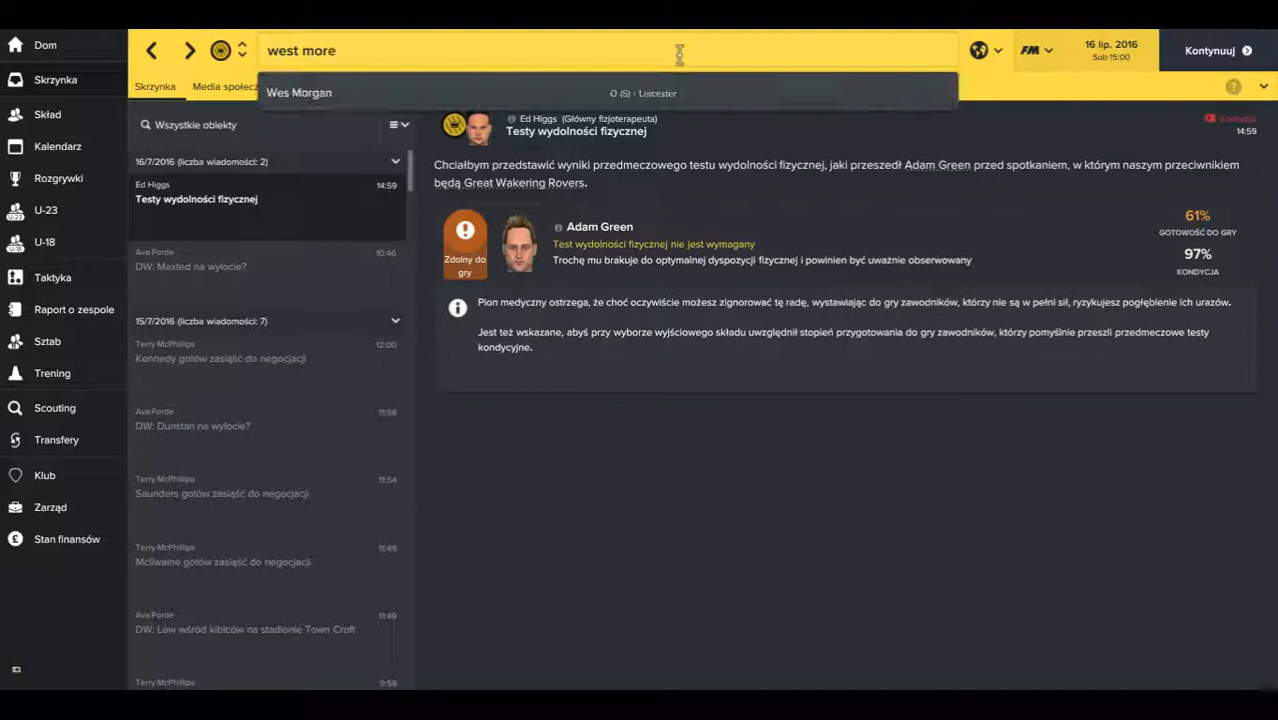 Dom
Skrzynka
Skład
Kalendarz
Rozgrywki
U-23
U-23
U-18
U-18
Taktyka
Raport o zespole
Sztab
Trening
Scouting
Transfery
Klub
Zarząd
Stan finansów
west more
FM
16 lip. 2016
Sob 15:00
Kontynuuj
Skrzynka
Media społec
Wes Morgan
O (Ś) - Leicester
Wszystkie obiekty
16/7/2016 (liczba wiadomości: 2)
Ed Higgs 14:59
Testy wydolności fizycznej
Ava Forde 10:46
DW: Maxted na wylocie?
15/7/2016 (liczba wiadomości: 7)
Terry McPhillips 12:00
Kennedy gotów zasiąść do negocjacji
Ava Forde 11:58
DW: Dunstan na wylocie?
Terry McPhillips 11:54
Saunders gotów zasiąść do negocjacji
Terry McPhillips 11:49
McIlwaine gotów zasiąść do negocjacji
Ava Forde 11:49
DW: Low wśród kibiców na stadionie Town Croft
Terry McPhillips 9:58
Ed Higgs (Główny fizjoterapeuta)
Testy wydolności fizycznej
Kontuzja
14:59
Chciałbym przedstawić wyniki przedmeczowego testu wydolności fizycznej, jaki przeszedł Adam Green przed spotkaniem, w którym naszym przeciwnikiem
będą Great Wakering Rovers.
Zdolny do
gry
Adam Green
Test wydolności fizycznej nie jest wymagany
Trochę mu brakuje do optymalnej dyspozycji fizycznej i powinien być uważnie obserwowany
61%
GOTOWOŚĆ DO GRY
97%
KONDYCJA
Pion medyczny ostrzega, że choć oczywiście możesz zignorować tę radę, wystawiając do gry zawodników, którzy nie są w pełni sił, ryzykujesz pogłębienie ich urazów.
Jest też wskazane, abyś przy wyborze wyjściowego składu uwzględnił stopień przygotowania do gry zawodników, którzy pomyślnie przeszli przedmeczowe testy
kondycyjne.